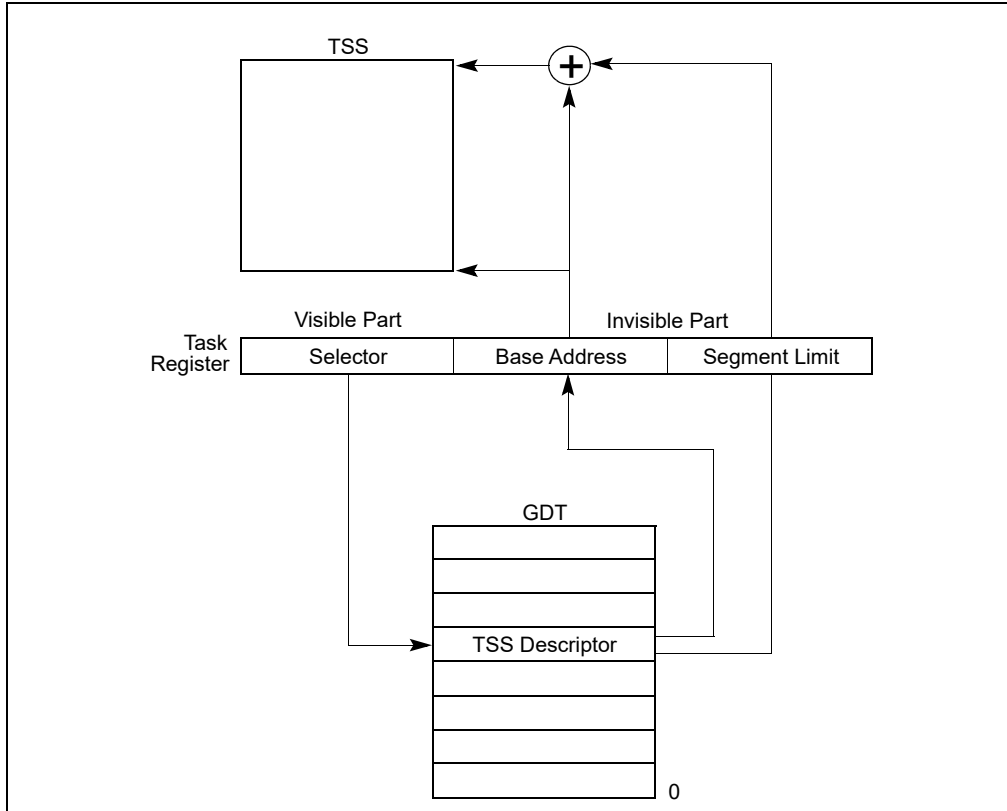 TSS
+
Visible Part
Invisible Part
Task
Register
Selector
Base Address
Segment Limit
GDT
TSS Descriptor
0